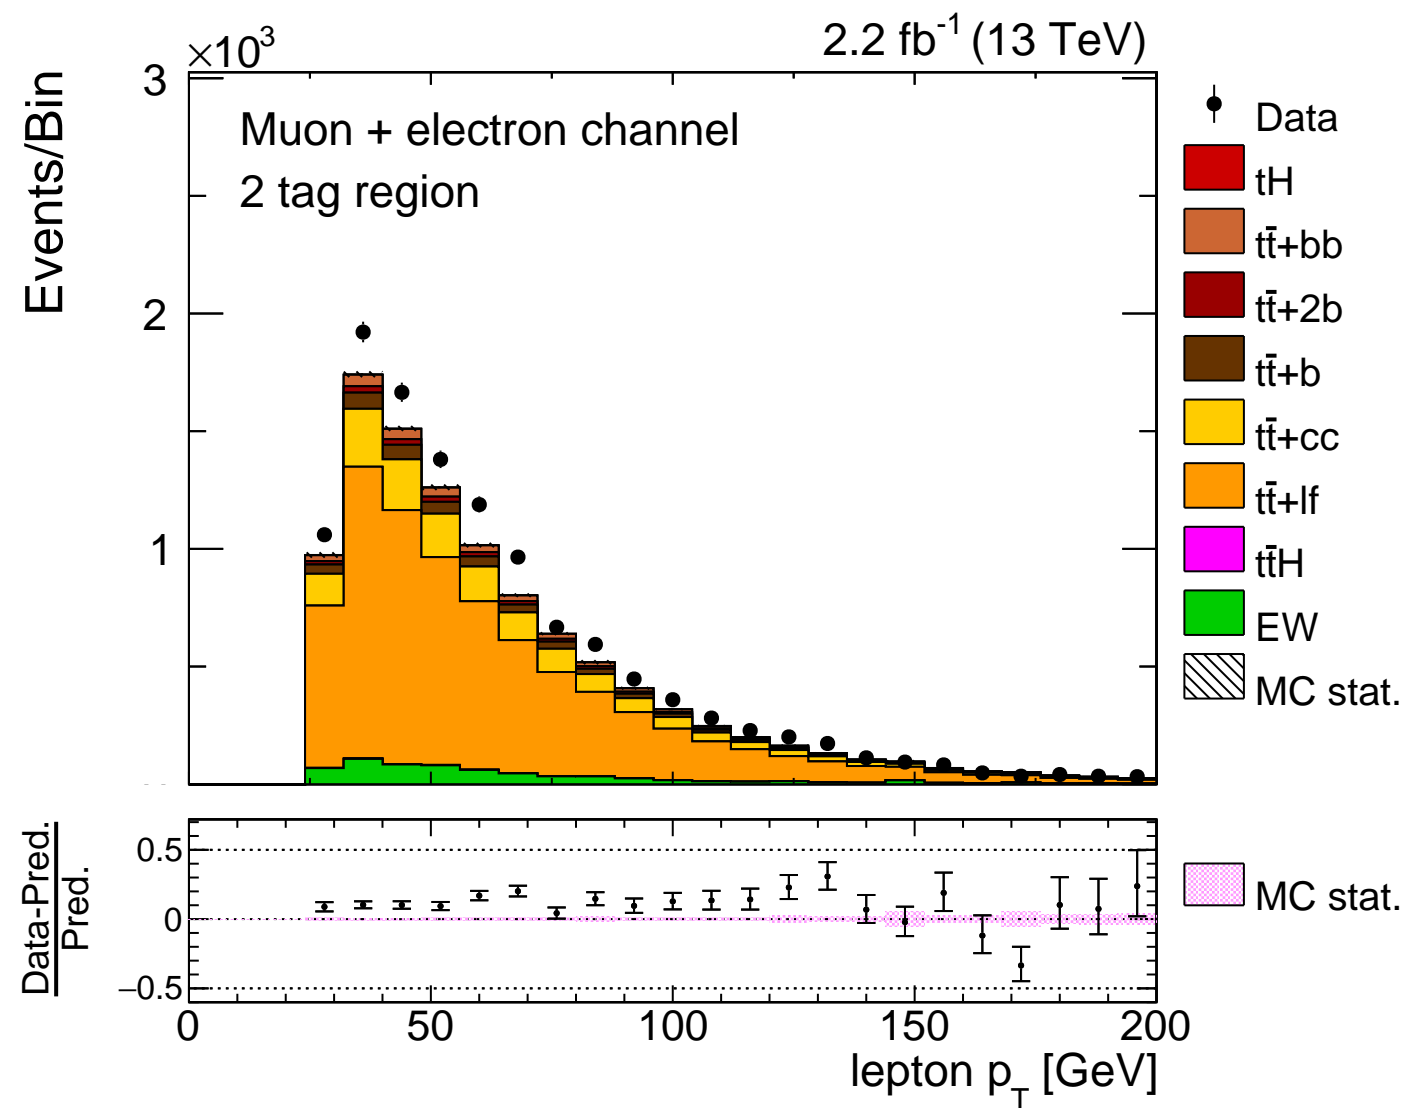 ×10³
2.2 fb⁻¹ (13 TeV)
Events/Bin
3
2
1
Muon + electron channel
2 tag region
Data
tH
tt̄+bb
tt̄+2b
tt̄+b
tt̄+cc
tt̄+lf
tt̄H
EW
MC stat.
Data-Pred.
Pred.
0.5
0
−0.5
MC stat.
0 50 100 150 200
lepton p_T [GeV]